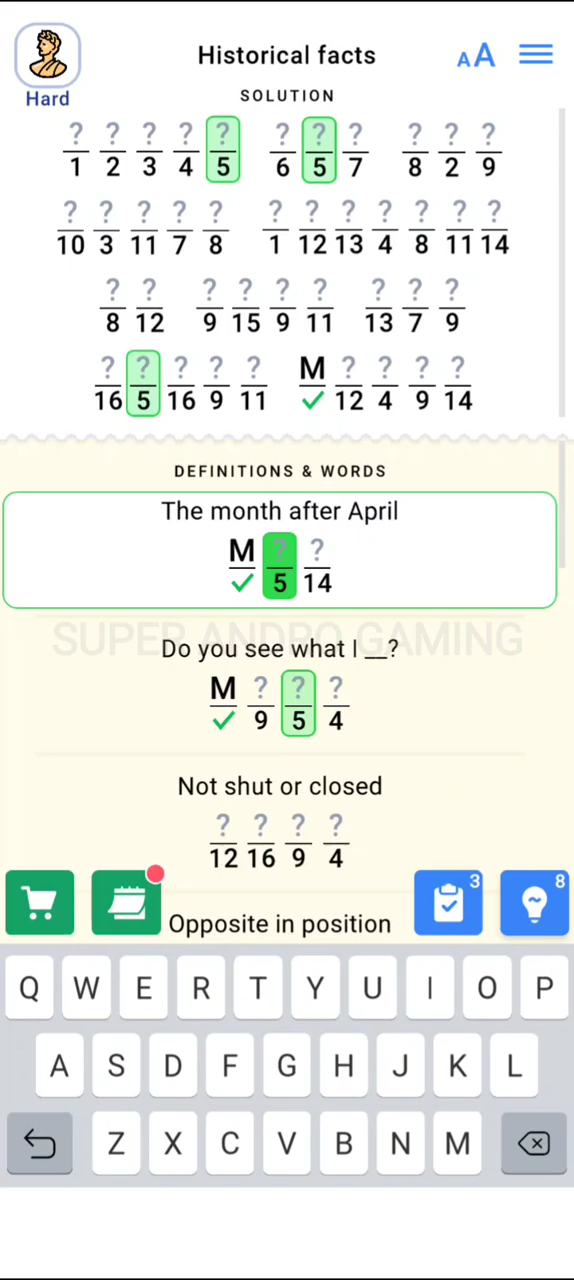 Historical facts
AA
Hard
SOLUTION
? ? ? ? ? ? ? ? ? ? ?
1 2 3 4 5 6 5 7 8 2 9
? ? ? ? ? ? ? ? ? ? ? ?
10 3 11 7 8 1 12 13 4 8 11 14
? ? ? ? ? ? ? ? ?
8 12 9 15 9 11 13 7 9
? ? ? ? ? M ? ? ? ?
16 5 16 9 11 12 4 9 14
DEFINITIONS & WORDS
The month after April
M ? ?
5 14
SUPER ANDRO GAMING
Do you see what I __?
M ? ? ?
9 5 4
Not shut or closed
? ? ? ?
12 16 9 4
3
8
Opposite in position
Q W E R T Y U I O P
A S D F G H J K L
Z X C V B N M